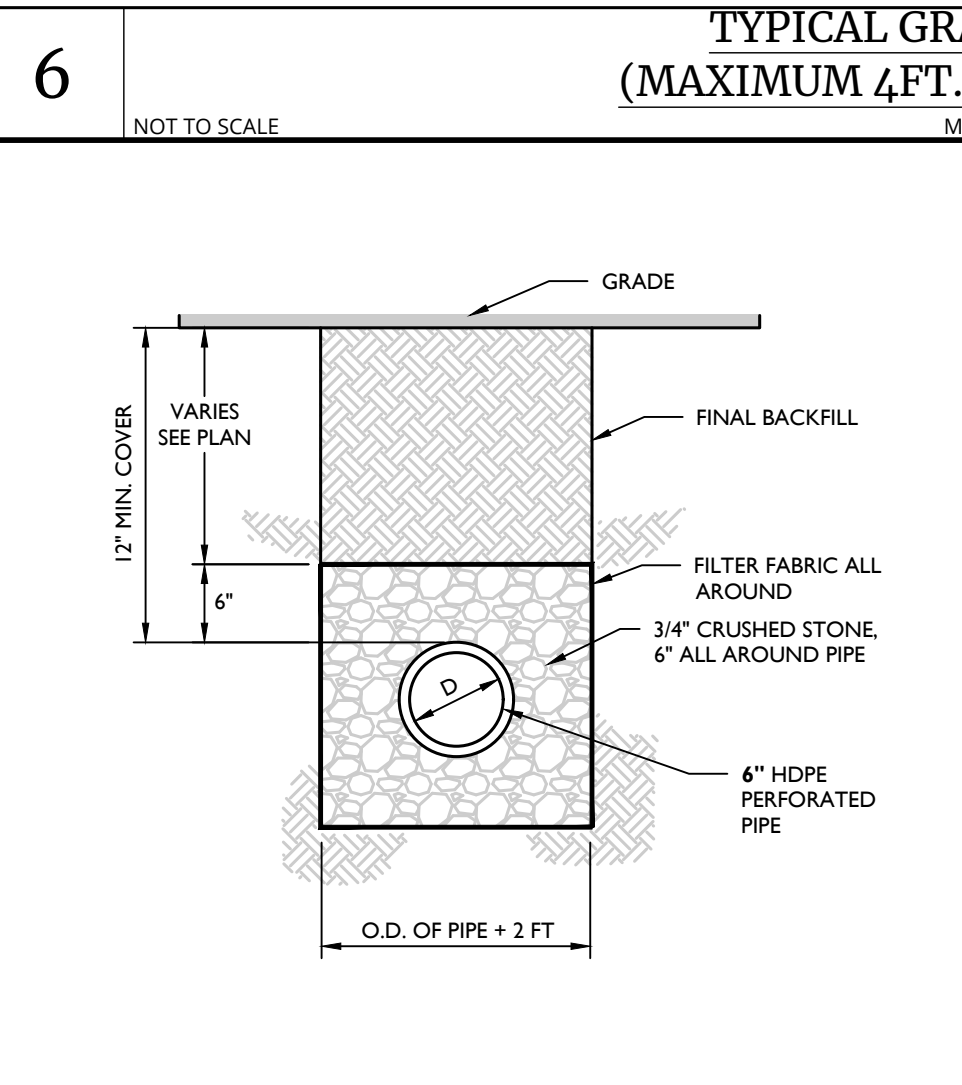 TYPICAL GRA
6
(MAXIMUM 4FT.
NOT TO SCALE
M
GRADE
12" MIN. COVER
VARIES
SEE PLAN
FINAL BACKFILL
FILTER FABRIC ALL
AROUND
6"
3/4" CRUSHED STONE,
6" ALL AROUND PIPE
D
6" HDPE
PERFORATED
PIPE
O.D. OF PIPE + 2 FT